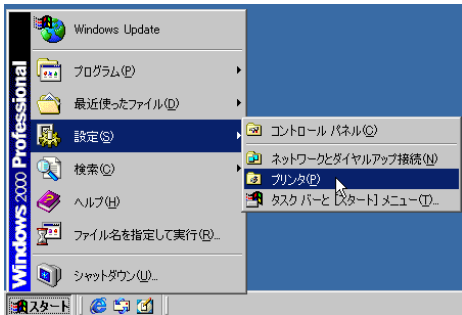 Windows 2000 Professional
Windows Update
プログラム(P)
最近使ったファイル(D)
設定(S)
検索(C)
ヘルプ(H)
ファイル名を指定して実行(R)...
シャットダウン(U)...
コントロール パネル(C)
ネットワークとダイヤルアップ接続(N)
プリンタ(P)
タスク バーと [スタート] メニュー(T)...
スタート